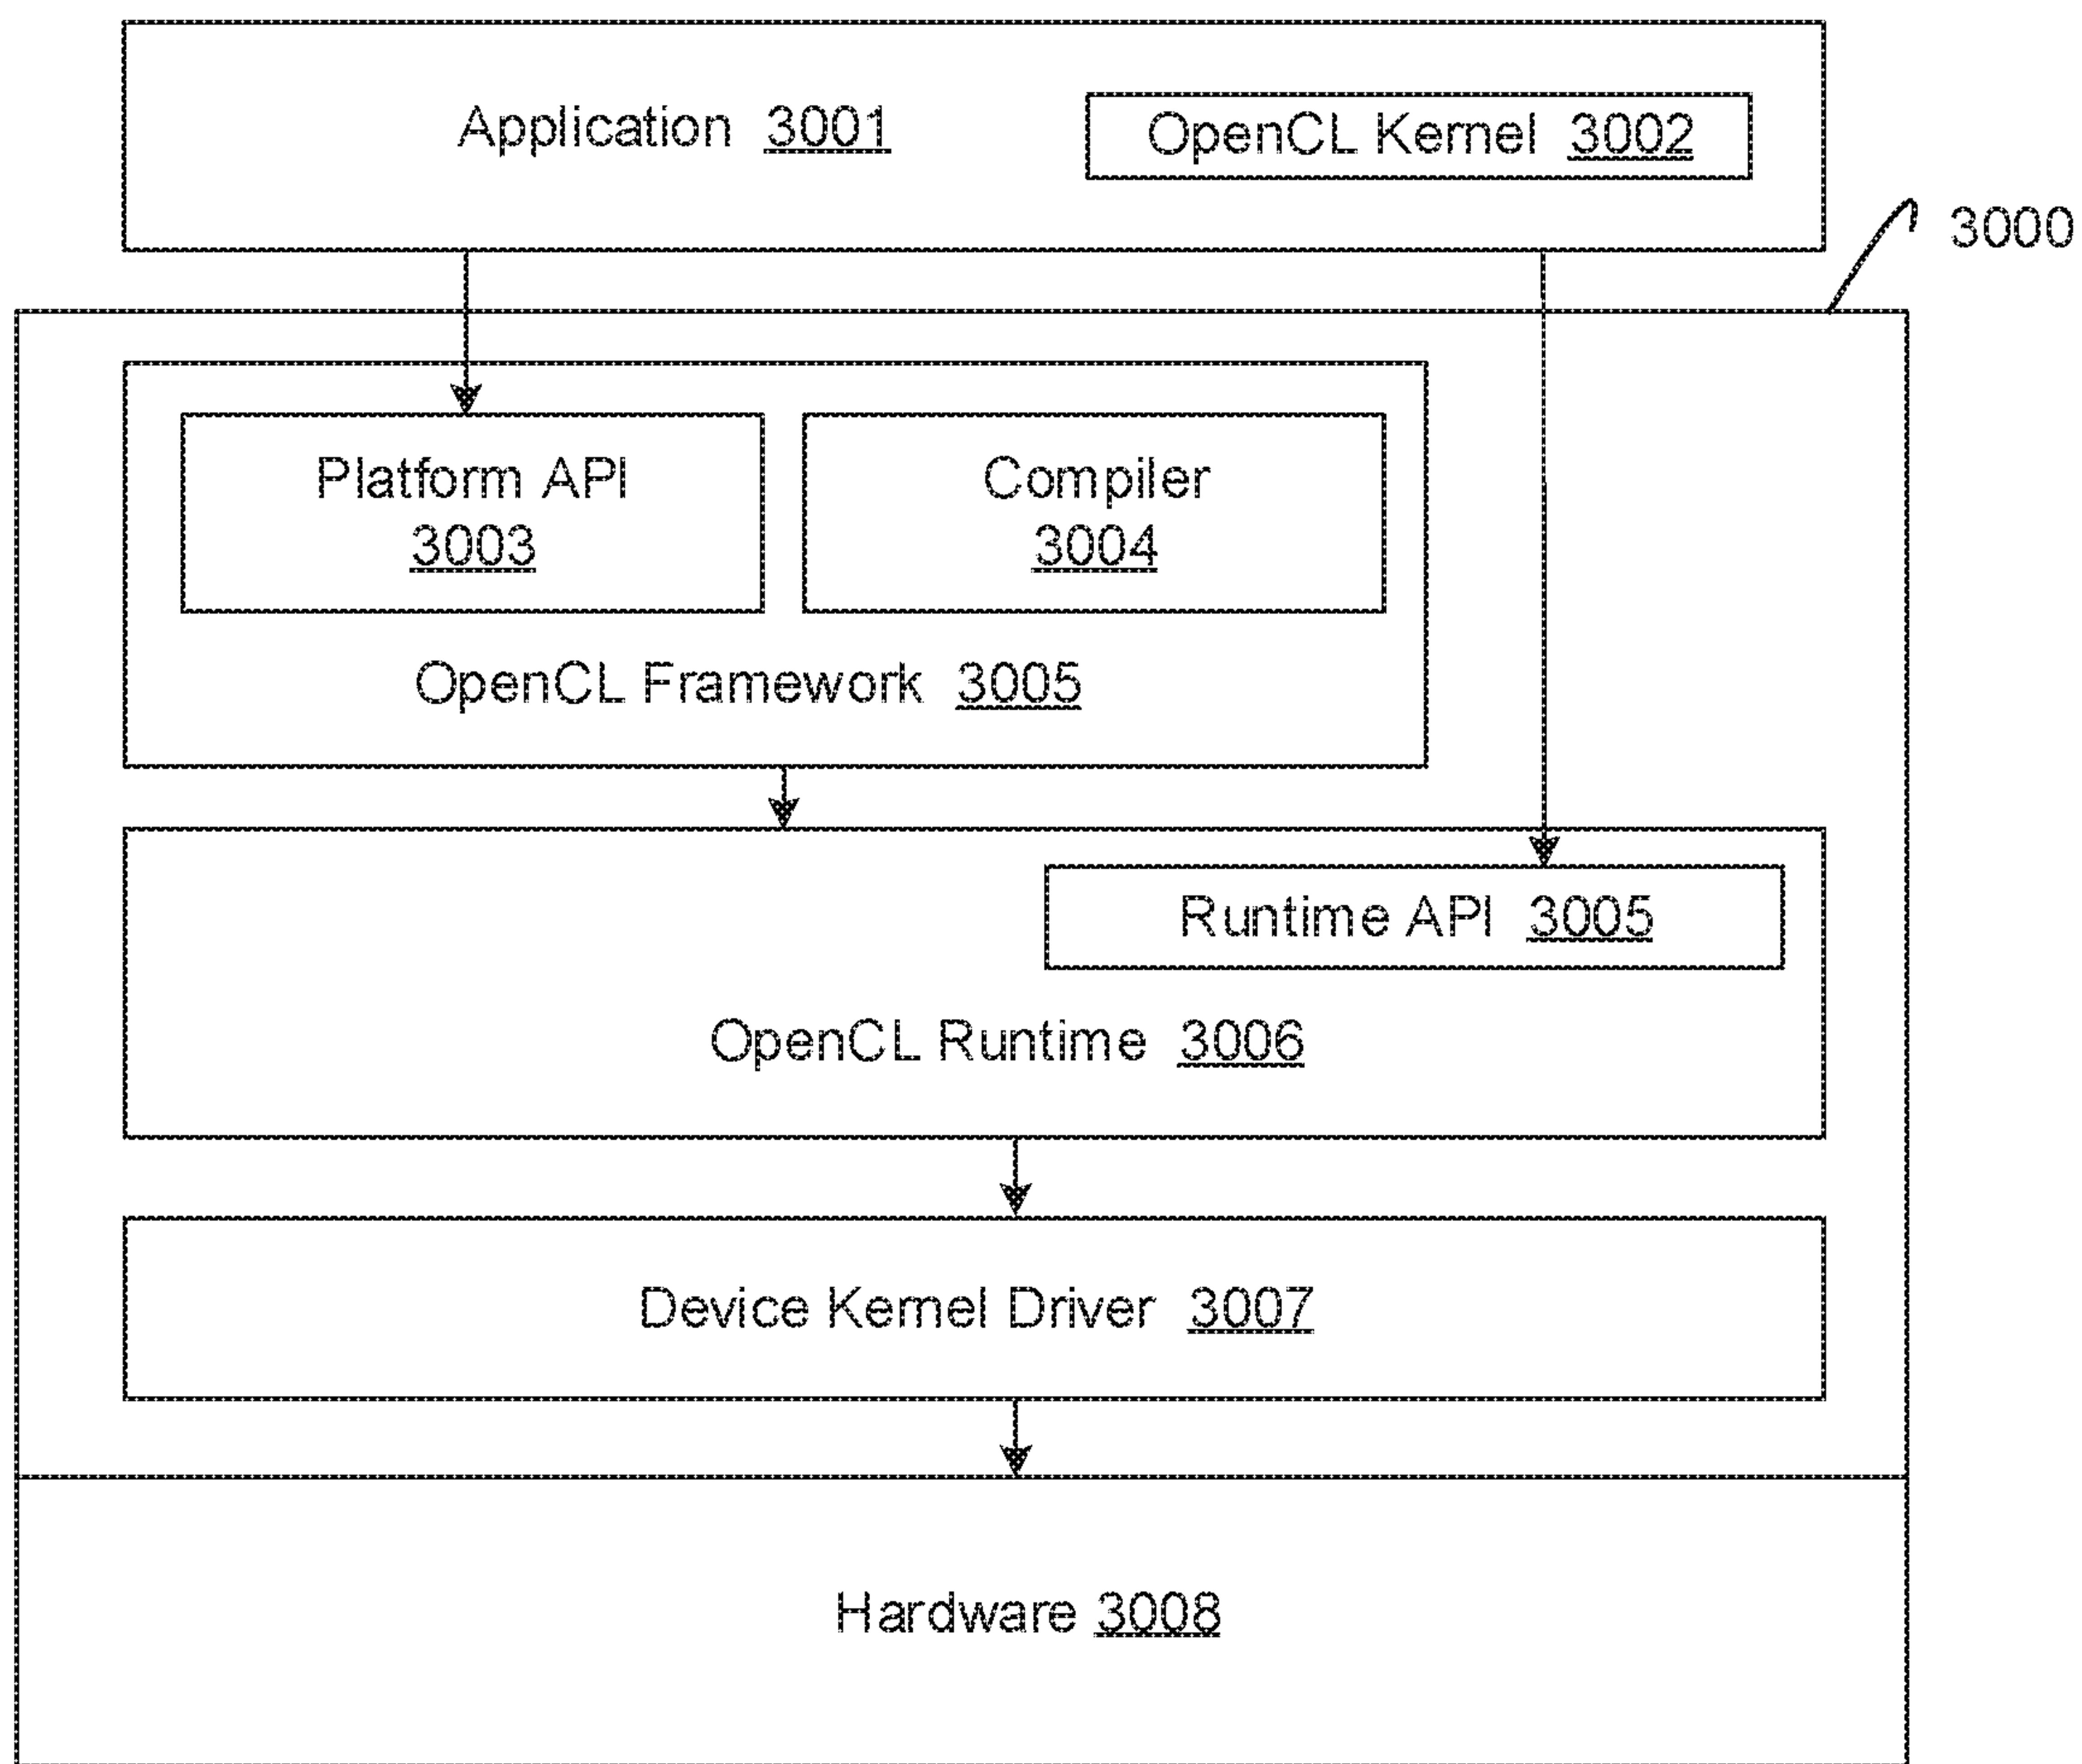 Application 3001
OpenCL Kernel 3002
3000
Platform API
3003
Compiler
3004
OpenCL Framework 3005
Runtime API 3005
OpenCL Runtime 3006
Device Kernel Driver 3007
Hardware 3008